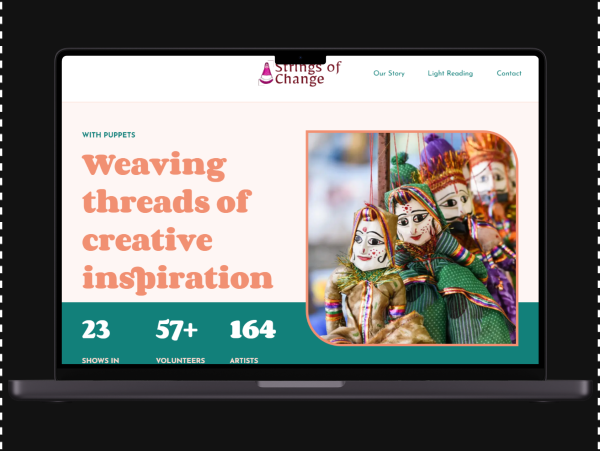 Strings of
Change
Our Story
Light Reading
Contact
WITH PUPPETS
Weaving
threads of
creative
inspiration
23
57+
164
SHOWS IN
VOLUNTEERS
ARTISTS